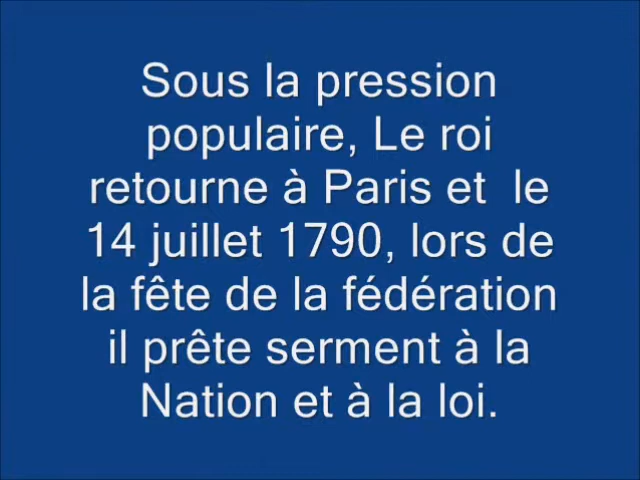 Sous la pression
populaire, Le roi
retourne à Paris et  le
14 juillet 1790, lors de
la fête de la fédération
il prête serment à la
Nation et à la loi.